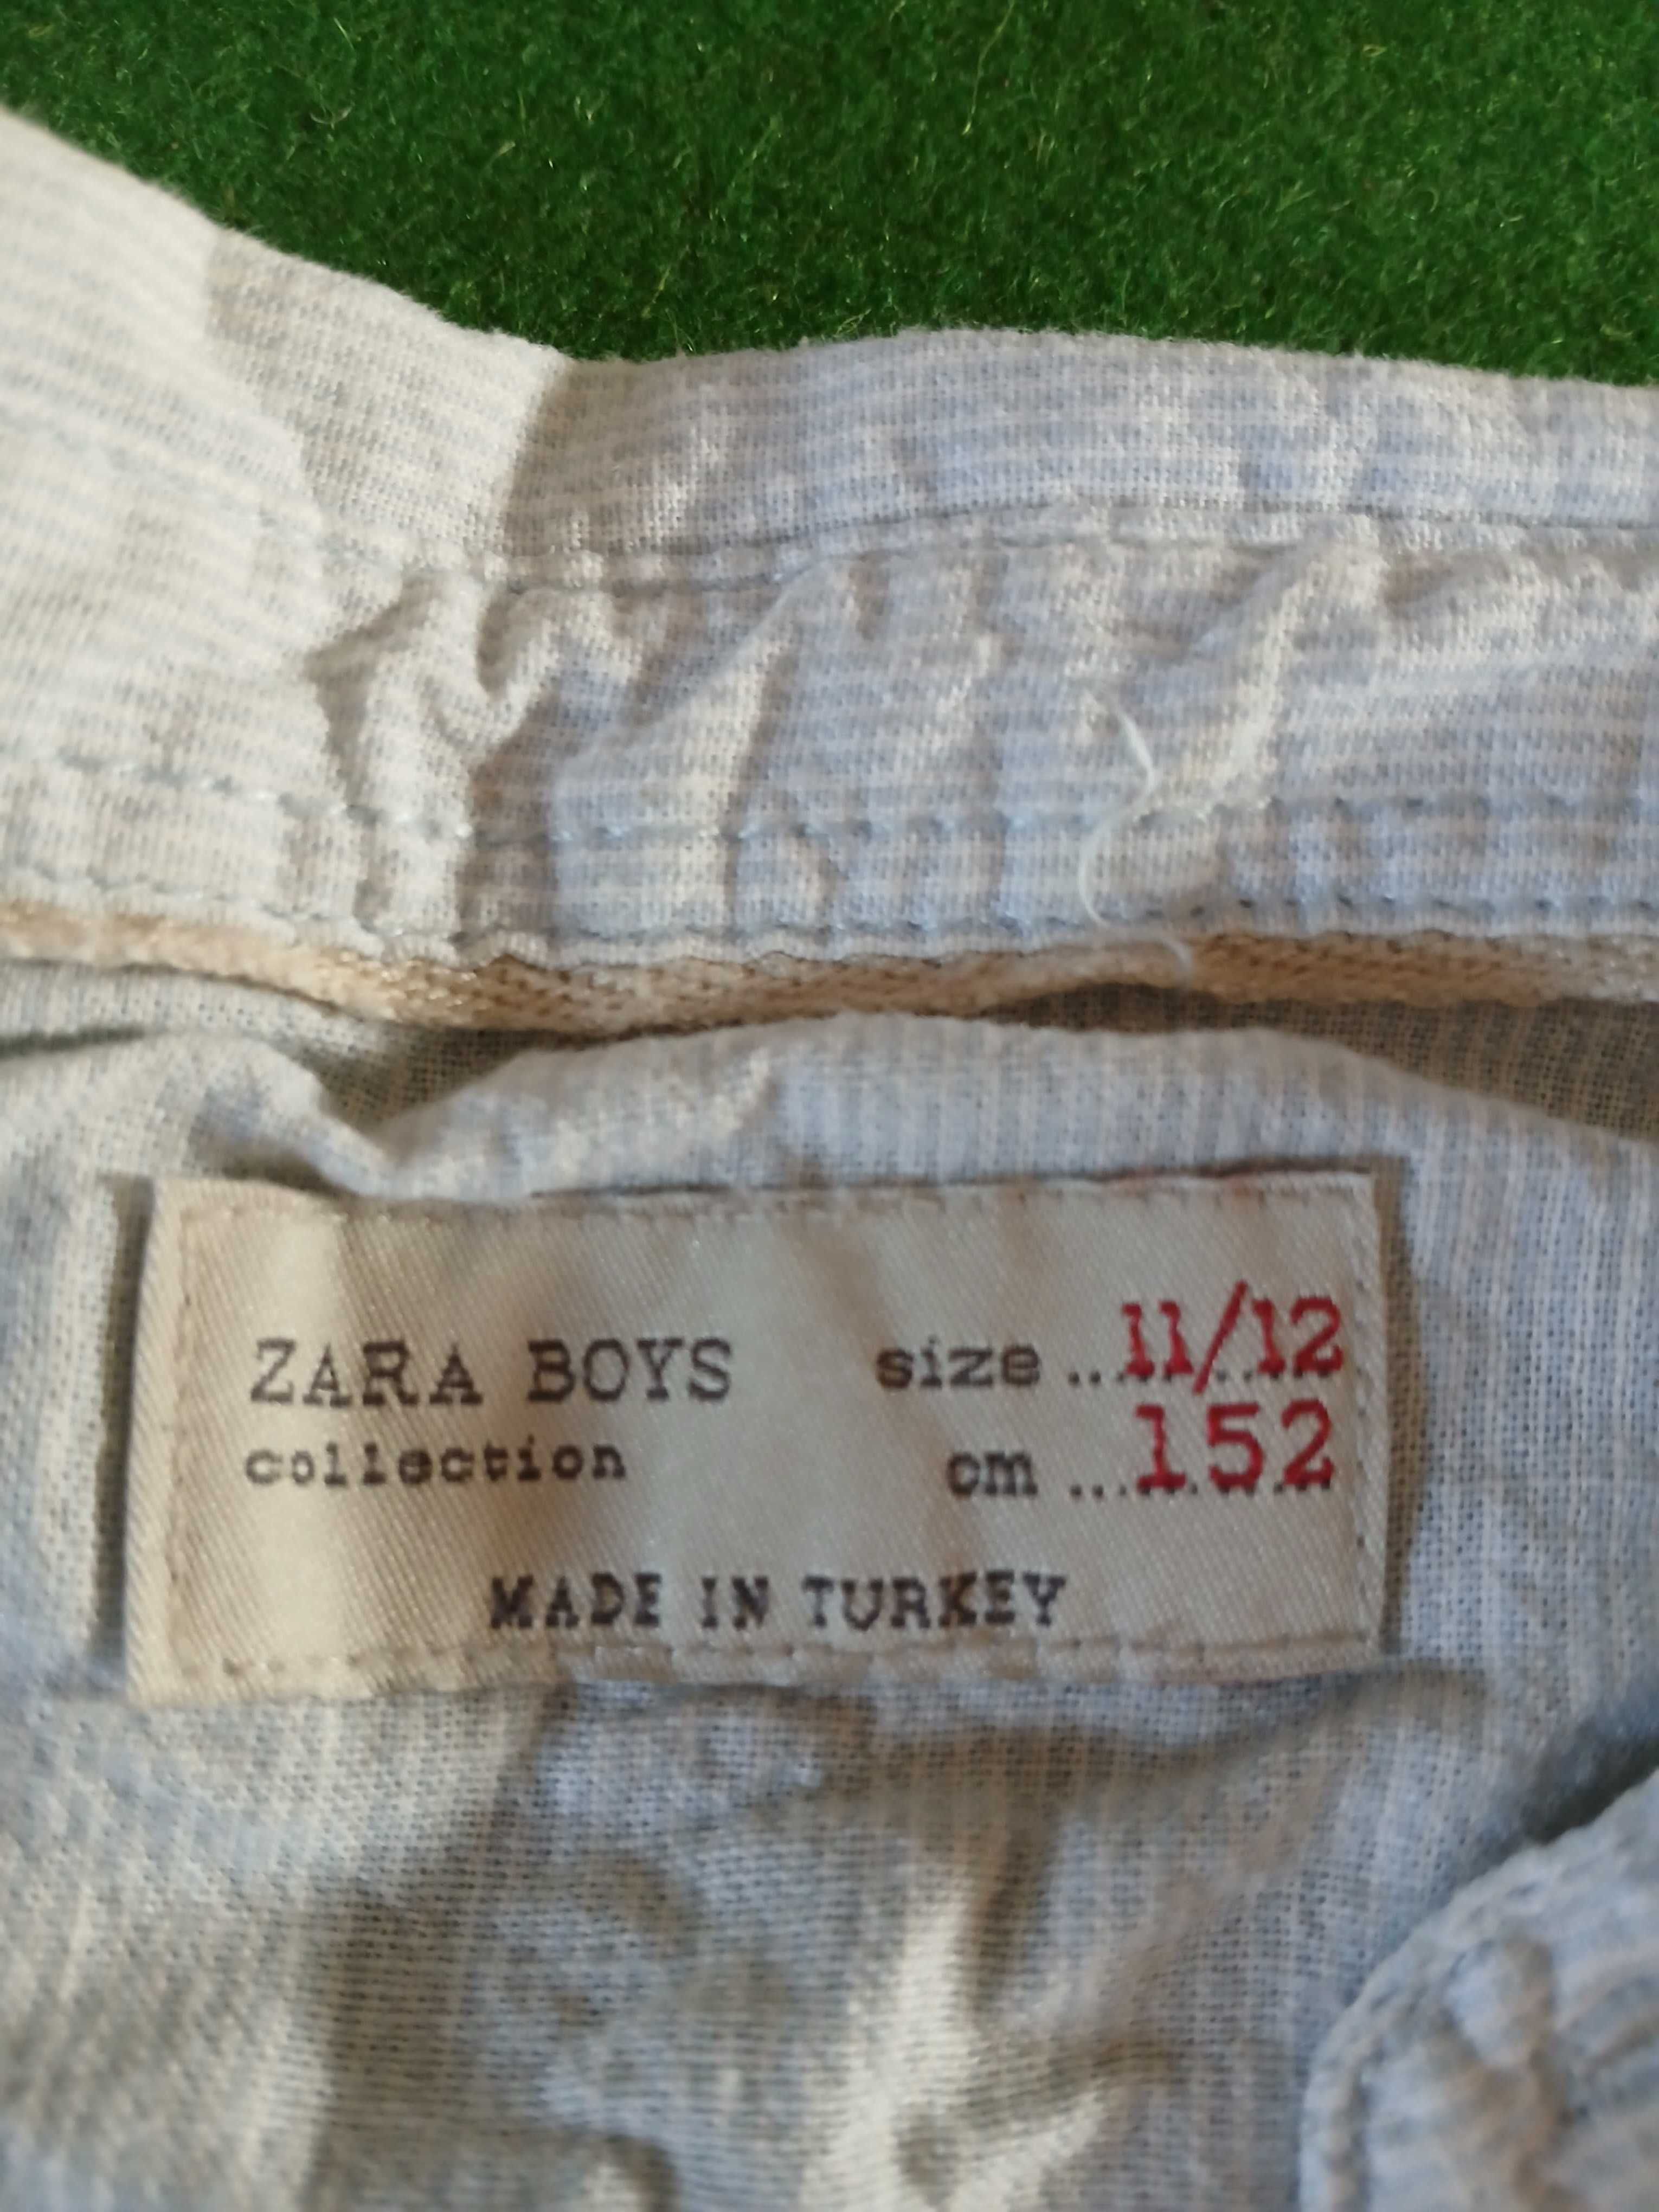 ZARA BOYS size ...11/12
collection cm ...152
MADE IN TURKEY